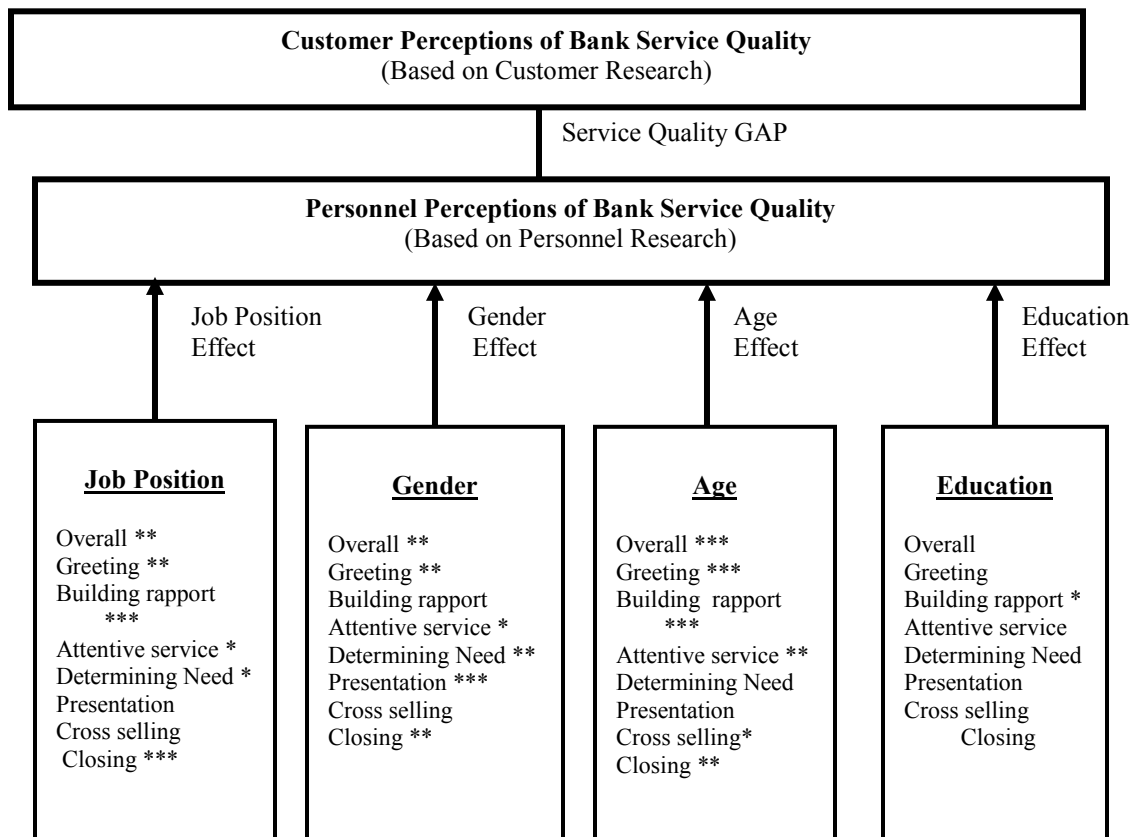 Customer Perceptions of Bank Service Quality
(Based on Customer Research)
Service Quality GAP
Personnel Perceptions of Bank Service Quality
(Based on Personnel Research)
Job Position
Effect
Gender
Effect
Age
Effect
Education
Effect
Job Position
Overall **
Greeting **
Building rapport
***
Attentive service *
Determining Need *
Presentation
Cross selling
Closing ***
Gender
Overall **
Greeting **
Building rapport
Attentive service *
Determining Need **
Presentation ***
Cross selling
Closing **
Age
Overall ***
Greeting ***
Building rapport
***
Attentive service **
Determining Need
Presentation
Cross selling*
Closing **
Education
Overall
Greeting
Building rapport *
Attentive service
Determining Need
Presentation
Cross selling
Closing